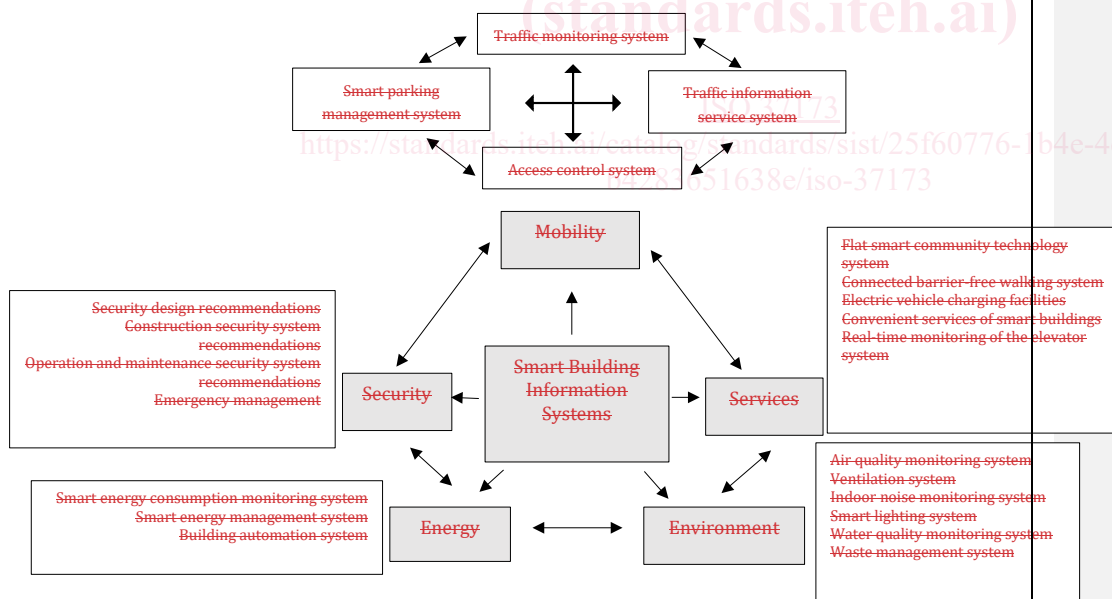 (standards.iteh.ai)
Traffic monitoring system
Smart parking
management system
Traffic information
service system
ISO 37173
https://standards.iteh.ai/catalog/standards/sist/25f60776-1b4e-4
Access control system
64283651638e/iso-37173
Mobility
Flat smart community technology
system
Connected barrier-free walking system
Electric vehicle charging facilities
Convenient services of smart buildings
Real-time monitoring of the elevator
system
Security design recommendations
Construction security system
recommendations
Operation and maintenance security system
recommendations
Emergency management
Security
Smart Building
Information
Systems
Services
Air quality monitoring system
Ventilation system
Indoor noise monitoring system
Smart lighting system
Water quality monitoring system
Waste management system
Smart energy consumption monitoring system
Smart energy management system
Building automation system
Energy
Environment